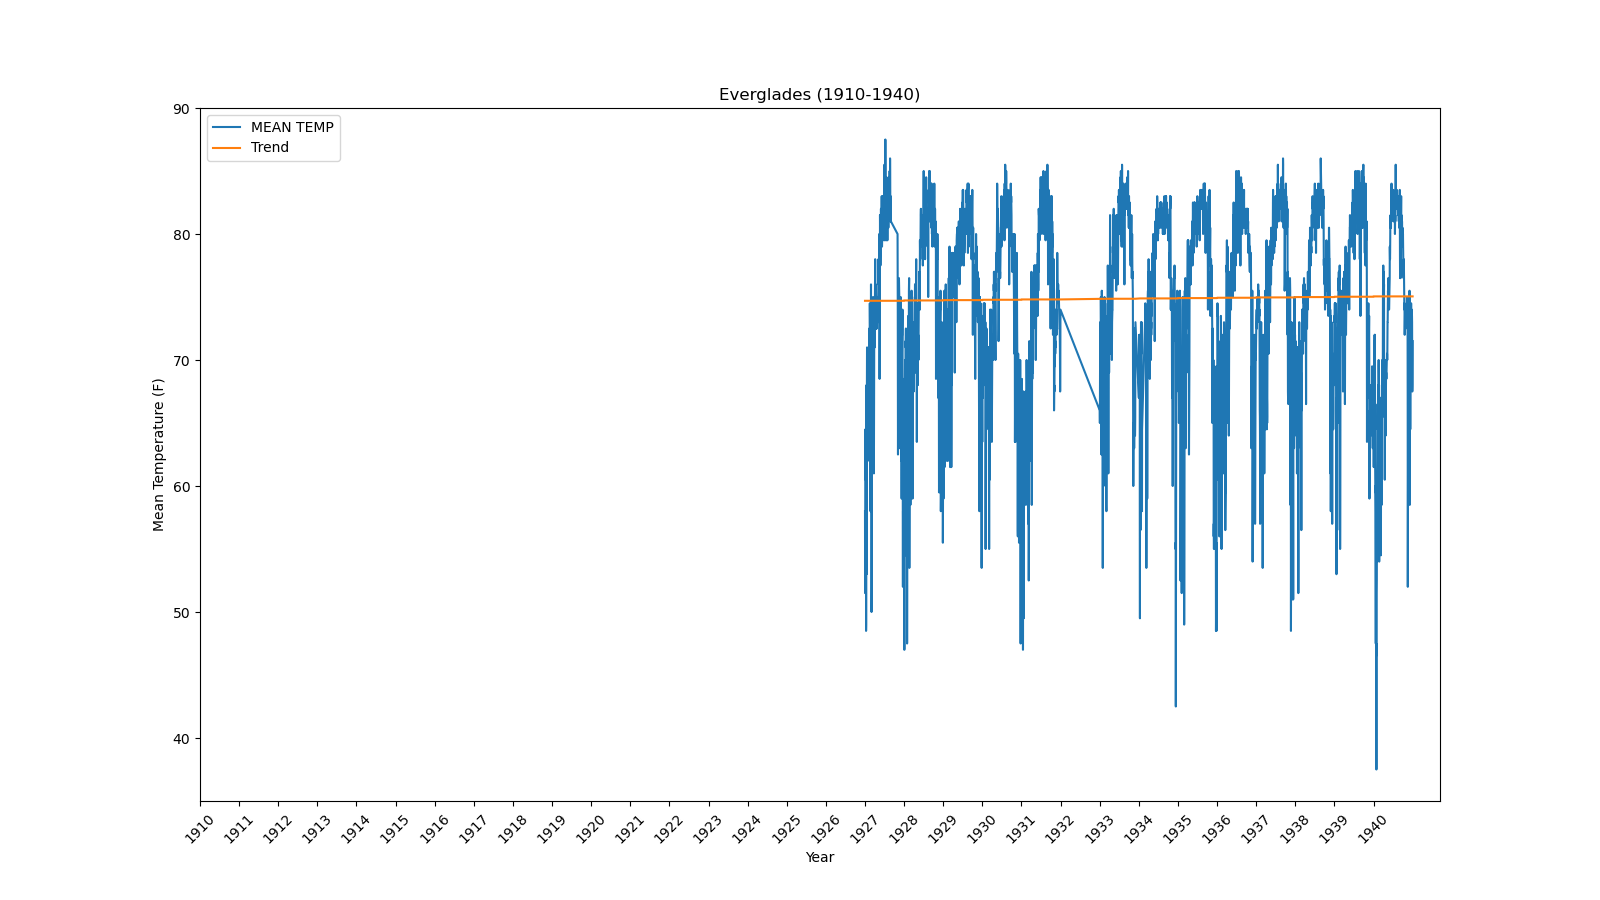 Everglades (1910-1940)
MEAN TEMP
Trend
Mean Temperature (F)
90
80
70
60
50
40
1910 1911 1912 1913 1914 1915 1916 1917 1918 1919 1920 1921 1922 1923 1924 1925 1926 1927 1928 1929 1930 1931 1932 1933 1934 1935 1936 1937 1938 1939 1940
Year